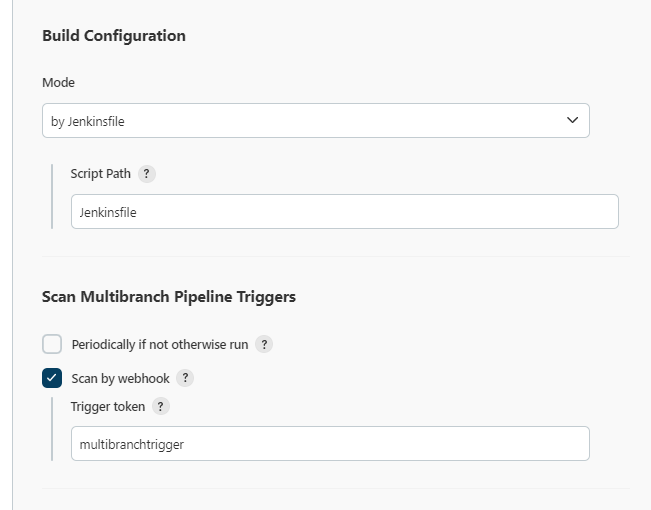 Build Configuration
Mode
by Jenkinsfile
Script Path ?
Jenkinsfile
Scan Multibranch Pipeline Triggers
Periodically if not otherwise run ?
Scan by webhook ?
Trigger token ?
multibranchtrigger